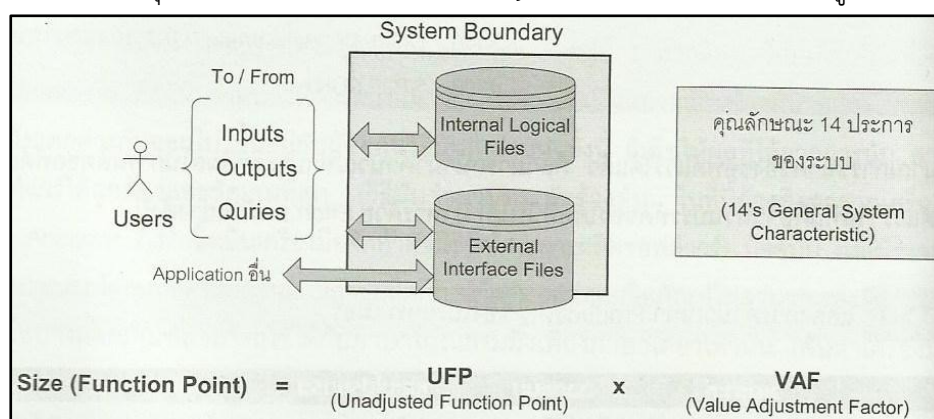 System Boundary
To / From
Inputs
Outputs
Quries
Users
Application อื่น
Internal Logical
Files
External
Interface Files
คุณลักษณะ 14 ประการ
ของระบบ
(14's General System
Characteristic)
Size (Function Point) = UFP x VAF
(Unadjusted Function Point) (Value Adjustment Factor)